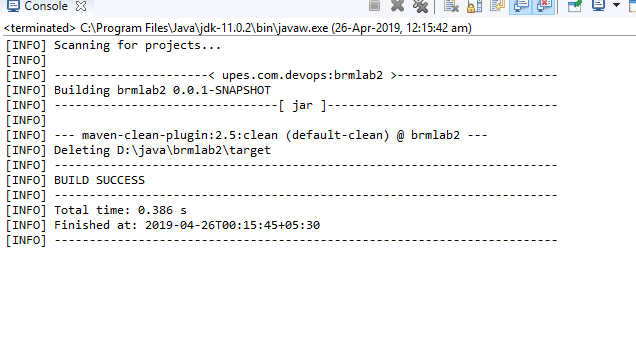 Console
<terminated> C:\Program Files\Java\jdk-11.0.2\bin\javaw.exe (26-Apr-2019, 12:15:42 am)
[INFO] Scanning for projects...
[INFO]
[INFO] ----------------------< upes.com.devops:brmlab2 >-----------------------
[INFO] Building brmlab2 0.0.1-SNAPSHOT
[INFO] --------------------------------[ jar ]---------------------------------
[INFO]
[INFO] --- maven-clean-plugin:2.5:clean (default-clean) @ brmlab2 ---
[INFO] Deleting D:\java\brmlab2\target
[INFO] ------------------------------------------------------------------------
[INFO] BUILD SUCCESS
[INFO] ------------------------------------------------------------------------
[INFO] Total time: 0.386 s
[INFO] Finished at: 2019-04-26T00:15:45+05:30
[INFO] ------------------------------------------------------------------------